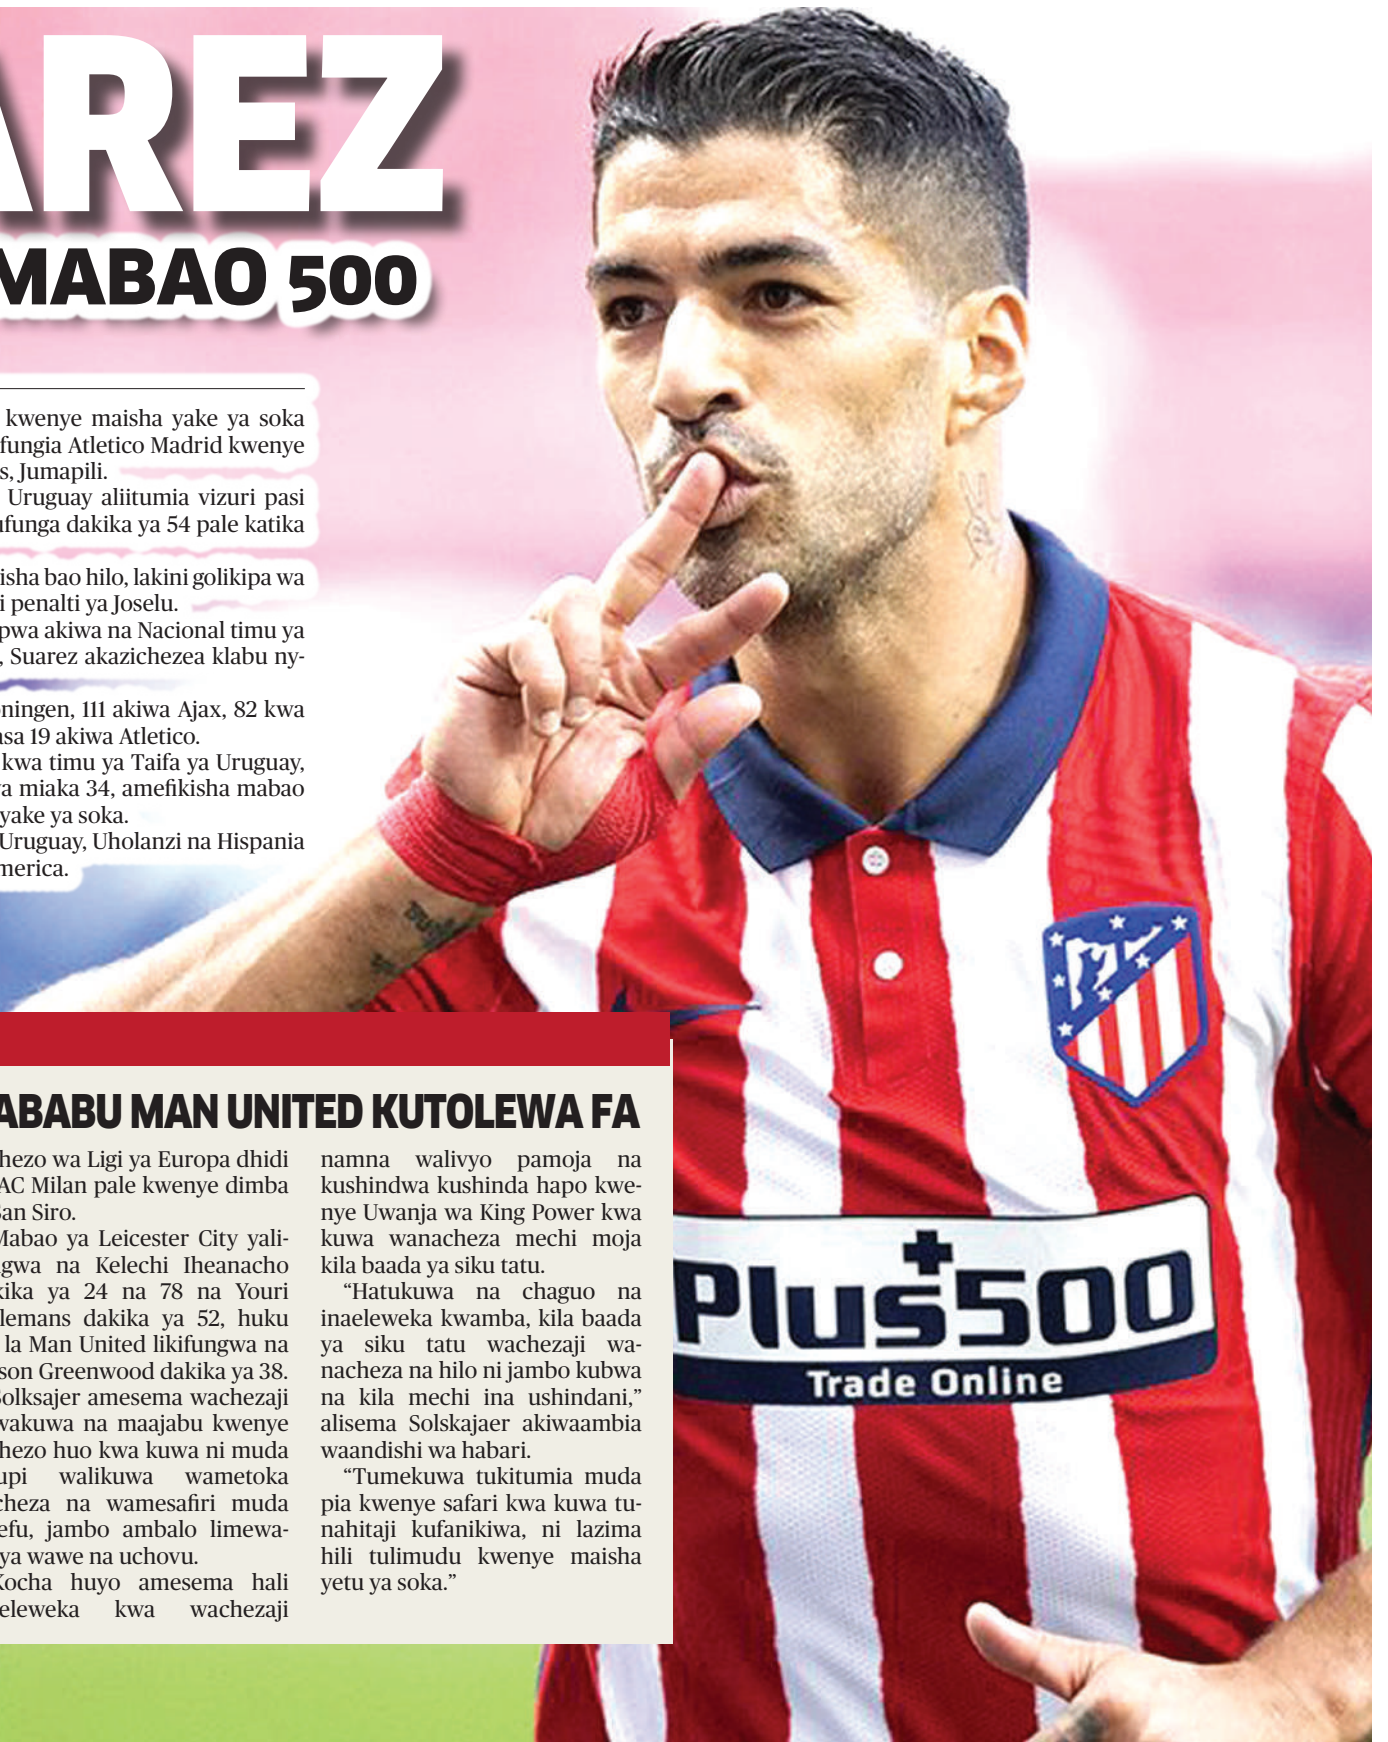 AREZ
MABAO 500
kwenye maisha yake ya soka
fungia Atletico Madrid kwenye
s, Jumapili.
Uruguay aliitumia vizuri pasi
ufunga dakika ya 54 pale katika
isha bao hilo, lakini golikipa wa
i penalti ya Joselu.
pwa akiwa na Nacional timu ya
, Suarez akazichezea klabu ny-
ningen, 111 akiwa Ajax, 82 kwa
asa 19 akiwa Atletico.
kwa timu ya Taifa ya Uruguay,
a miaka 34, amefikisha mabao
yake ya soka.
Uruguay, Uholanzi na Hispania
merica.
ABABU MAN UNITED KUTOLEWA FA
hezo wa Ligi ya Europa dhidi
AC Milan pale kwenye dimba
San Siro.
Mabao ya Leicester City yali-
gwa na Kelechi Iheanacho
kika ya 24 na 78 na Youri
lemans dakika ya 52, huku
la Man United likifungwa na
son Greenwood dakika ya 38.
Solksajer amesema wachezaji
wakuwa na maajabu kwenye
hezo huo kwa kuwa ni muda
upi walikuwa wametoka
cheza na wamesafiri muda
efu, jambo ambalo limewa-
ya wawe na uchovu.
Kocha huyo amesema hali
eleweka kwa wachezaji
namna walivyo pamoja na
kushindwa kushinda hapo kwe-
nye Uwanja wa King Power kwa
kuwa wanacheza mechi moja
kila baada ya siku tatu.
“Hatukuwa na chaguo na
inaeleweka kwamba, kila baada
ya siku tatu wachezaji wa-
nacheza na hilo ni jambo kubwa
na kila mechi ina ushindani,”
alisema Solskajaer akiwaambia
waandishi wa habari.
“Tumekuwa tukitumia muda
pia kwenye safari kwa kuwa tu-
nahitaji kufanikiwa, ni lazima
hili tulimudu kwenye maisha
yetu ya soka.”
Plus500
Trade Online